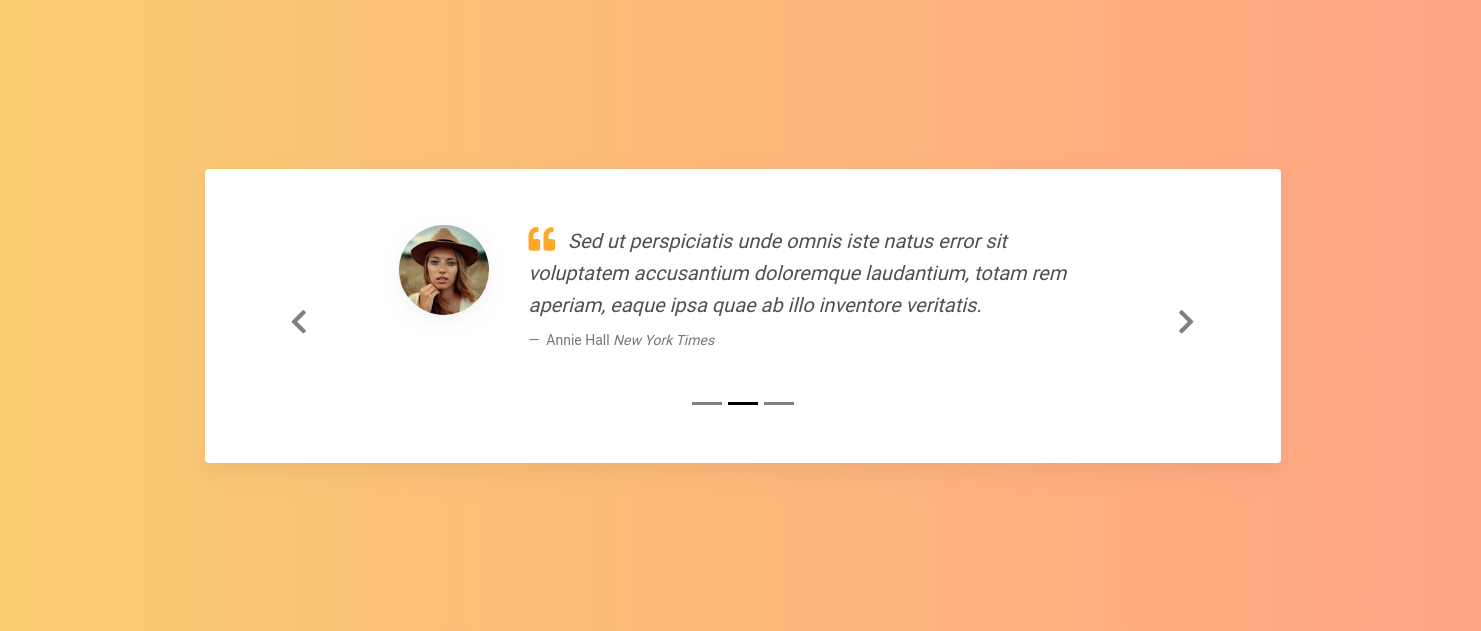 “ Sed ut perspiciatis unde omnis iste natus error sit
voluptatem accusantium doloremque laudantium, totam rem
aperiam, eaque ipsa quae ab illo inventore veritatis.
— Annie Hall New York Times